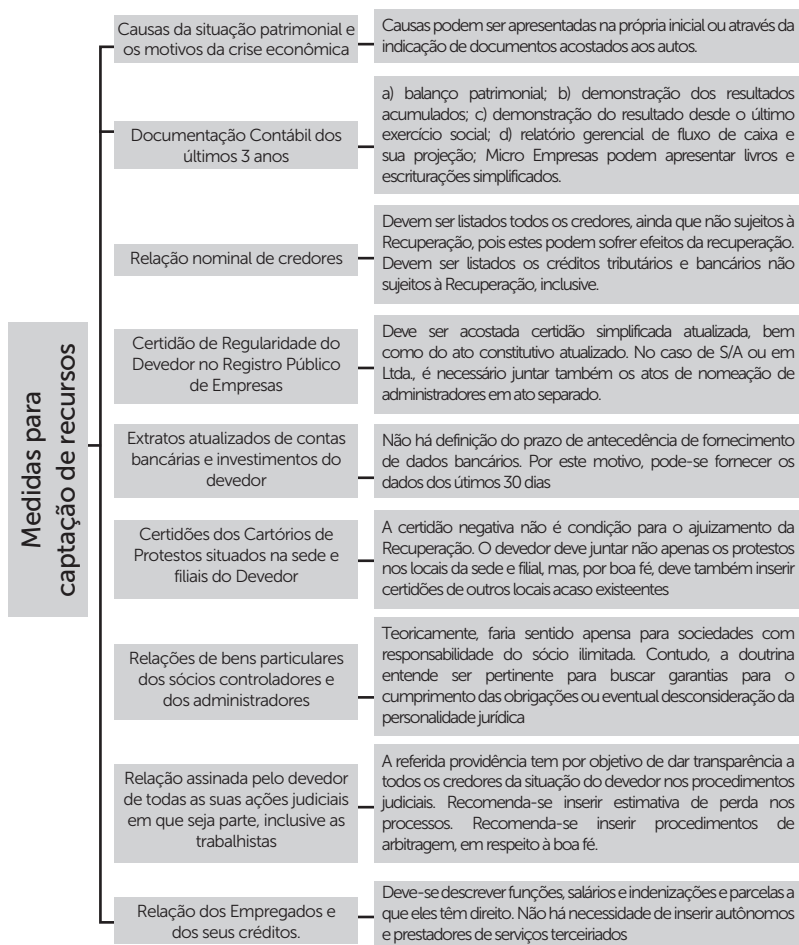 Medidas para
captação de recursos
Causas da situação patrimonial e
os motivos da crise econômica
Causas podem ser apresentadas na própria inicial ou através da
indicação de documentos acostados aos autos.
Documentação Contábil dos
últimos 3 anos
a) balanço patrimonial; b) demonstração dos resultados
acumulados; c) demonstração do resultado desde o último
exercício social; d) relatório gerencial de fluxo de caixa e
sua projeção; Micro Empresas podem apresentar livros e
escriturações simplificados.
Relação nominal de credores
Devem ser listados todos os credores, ainda que não sujeitos à
Recuperação, pois estes podem sofrer efeitos da recuperação.
Devem ser listados os créditos tributários e bancários não
sujeitos à Recuperação, inclusive.
Certidão de Regularidade do
Devedor no Registro Público
de Empresas
Deve ser acostada certidão simplificada atualizada, bem
como do ato constitutivo atualizado. No caso de S/A ou em
Ltda., é necessário juntar também os atos de nomeação de
administradores em ato separado.
Extratos atualizados de contas
bancárias e investimentos do
devedor
Não há definição do prazo de antecedência de fornecimento
de dados bancários. Por este motivo, pode-se fornecer os
dados dos útimos 30 dias
Certidões dos Cartórios de
Protestos situados na sede e
filiais do Devedor
A certidão negativa não é condição para o ajuizamento da
Recuperação. O devedor deve juntar não apenas os protestos
nos locais da sede e filial, mas, por boa fé, deve também inserir
certidões de outros locais acaso existeentes
Relações de bens particulares
dos sócios controladores e
dos administradores
Teoricamente, faria sentido apensa para sociedades com
responsabilidade do sócio ilimitada. Contudo, a doutrina
entende ser pertinente para buscar garantias para o
cumprimento das obrigações ou eventual desconsideração da
personalidade jurídica
Relação assinada pelo devedor
de todas as suas ações judiciais
em que seja parte, inclusive as
trabalhistas
A referida providência tem por objetivo de dar transparência a
todos os credores da situação do devedor nos procedimentos
judiciais. Recomenda-se inserir estimativa de perda nos
processos. Recomenda-se inserir procedimentos de
arbitragem, em respeito à boa fé.
Relação dos Empregados e
dos seus créditos.
Deve-se descrever funções, salários e indenizações e parcelas a
que eles têm direito. Não há necessidade de inserir autônomos
e prestadores de serviços terceiriados